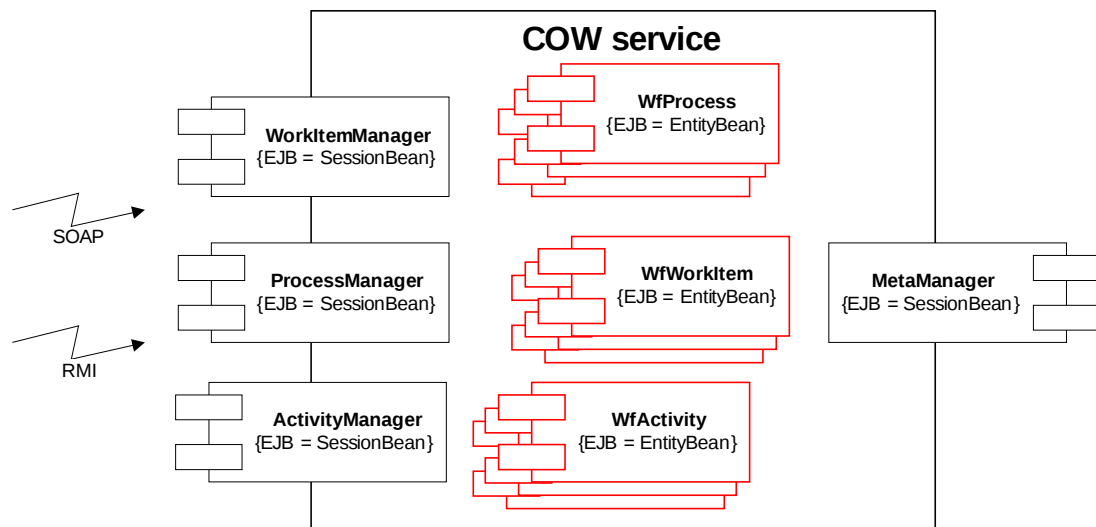 COW service
WorkItemManager
{EJB = SessionBean}
WfProcess
{EJB = EntityBean}
SOAP
ProcessManager
{EJB = SessionBean}
WfWorkItem
{EJB = EntityBean}
MetaManager
{EJB = SessionBean}
RMI
ActivityManager
{EJB = SessionBean}
WfActivity
{EJB = EntityBean}